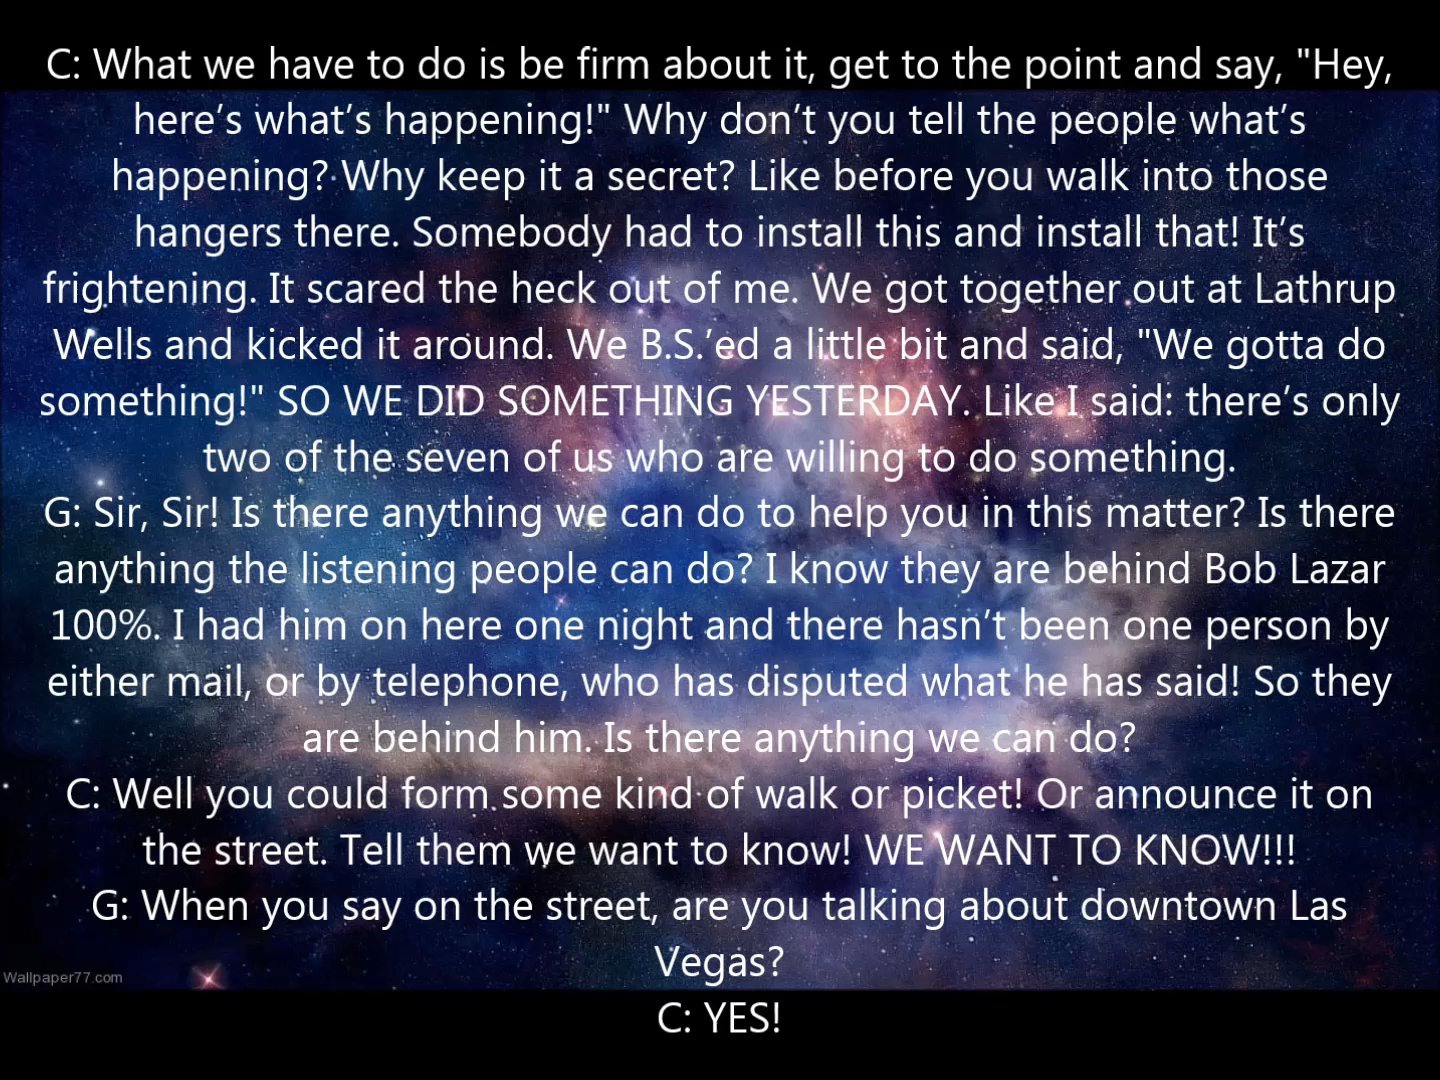 C: What we have to do is be firm about it, get to the point and say, "Hey,
here’s what’s happening!" Why don’t you tell the people what’s
happening? Why keep it a secret? Like before you walk into those
hangers there. Somebody had to install this and install that! It’s
frightening. It scared the heck out of me. We got together out at Lathrup
Wells and kicked it around. We B.S.’ed a little bit and said, "We gotta do
something!" SO WE DID SOMETHING YESTERDAY. Like I said: there’s only
two of the seven of us who are willing to do something.
G: Sir, Sir! Is there anything we can do to help you in this matter? Is there
anything the listening people can do? I know they are behind Bob Lazar
100%. I had him on here one night and there hasn’t been one person by
either mail, or by telephone, who has disputed what he has said! So they
are behind him. Is there anything we can do?
C: Well you could form some kind of walk or picket! Or announce it on
the street. Tell them we want to know! WE WANT TO KNOW!!!
G: When you say on the street, are you talking about downtown Las
Vegas?
Wallpaper77.com
C: YES!